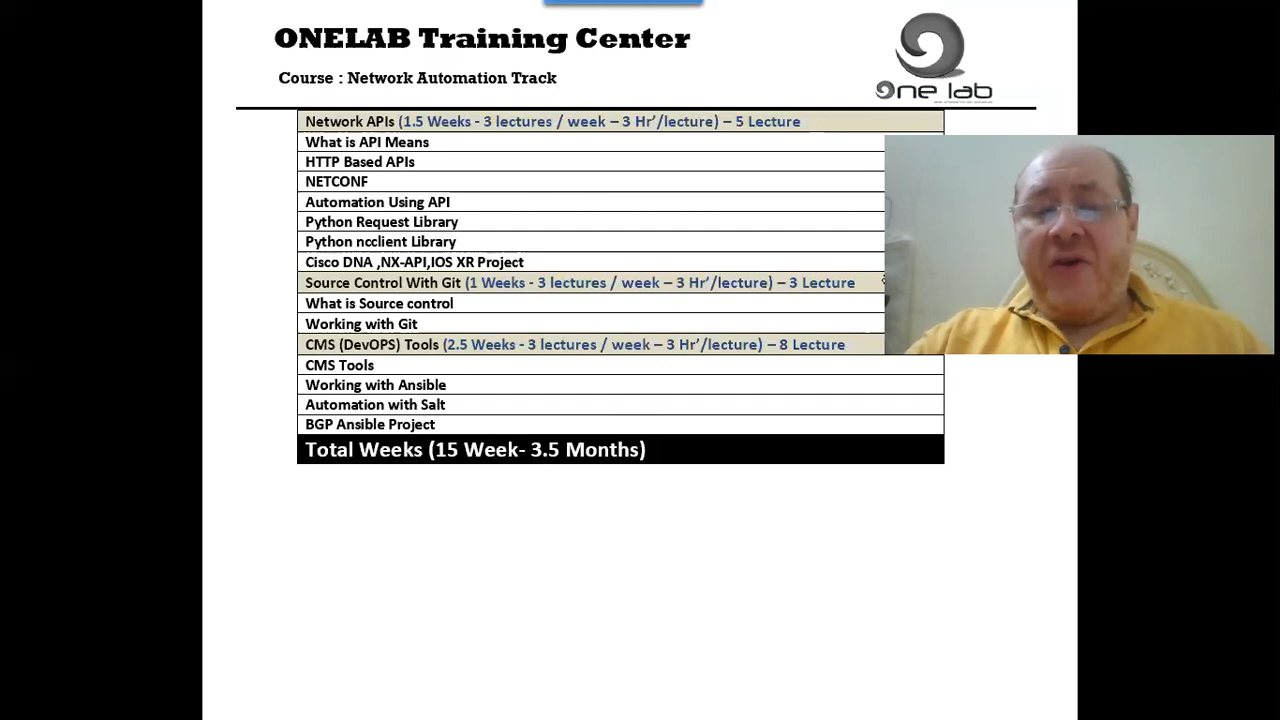 ONELAB Training Center
Course : Network Automation Track
One lab
Network APIs (1.5 Weeks - 3 lectures / week – 3 Hr’/lecture) – 5 Lecture
What is API Means
HTTP Based APIs
NETCONF
Automation Using API
Python Request Library
Python ncclient Library
Cisco DNA ,NX-API,IOS XR Project
Source Control With Git (1 Weeks - 3 lectures / week – 3 Hr’/lecture) – 3 Lecture
What is Source control
Working with Git
CMS (DevOPS) Tools (2.5 Weeks - 3 lectures / week – 3 Hr’/lecture) – 8 Lecture
CMS Tools
Working with Ansible
Automation with Salt
BGP Ansible Project
Total Weeks (15 Week- 3.5 Months)